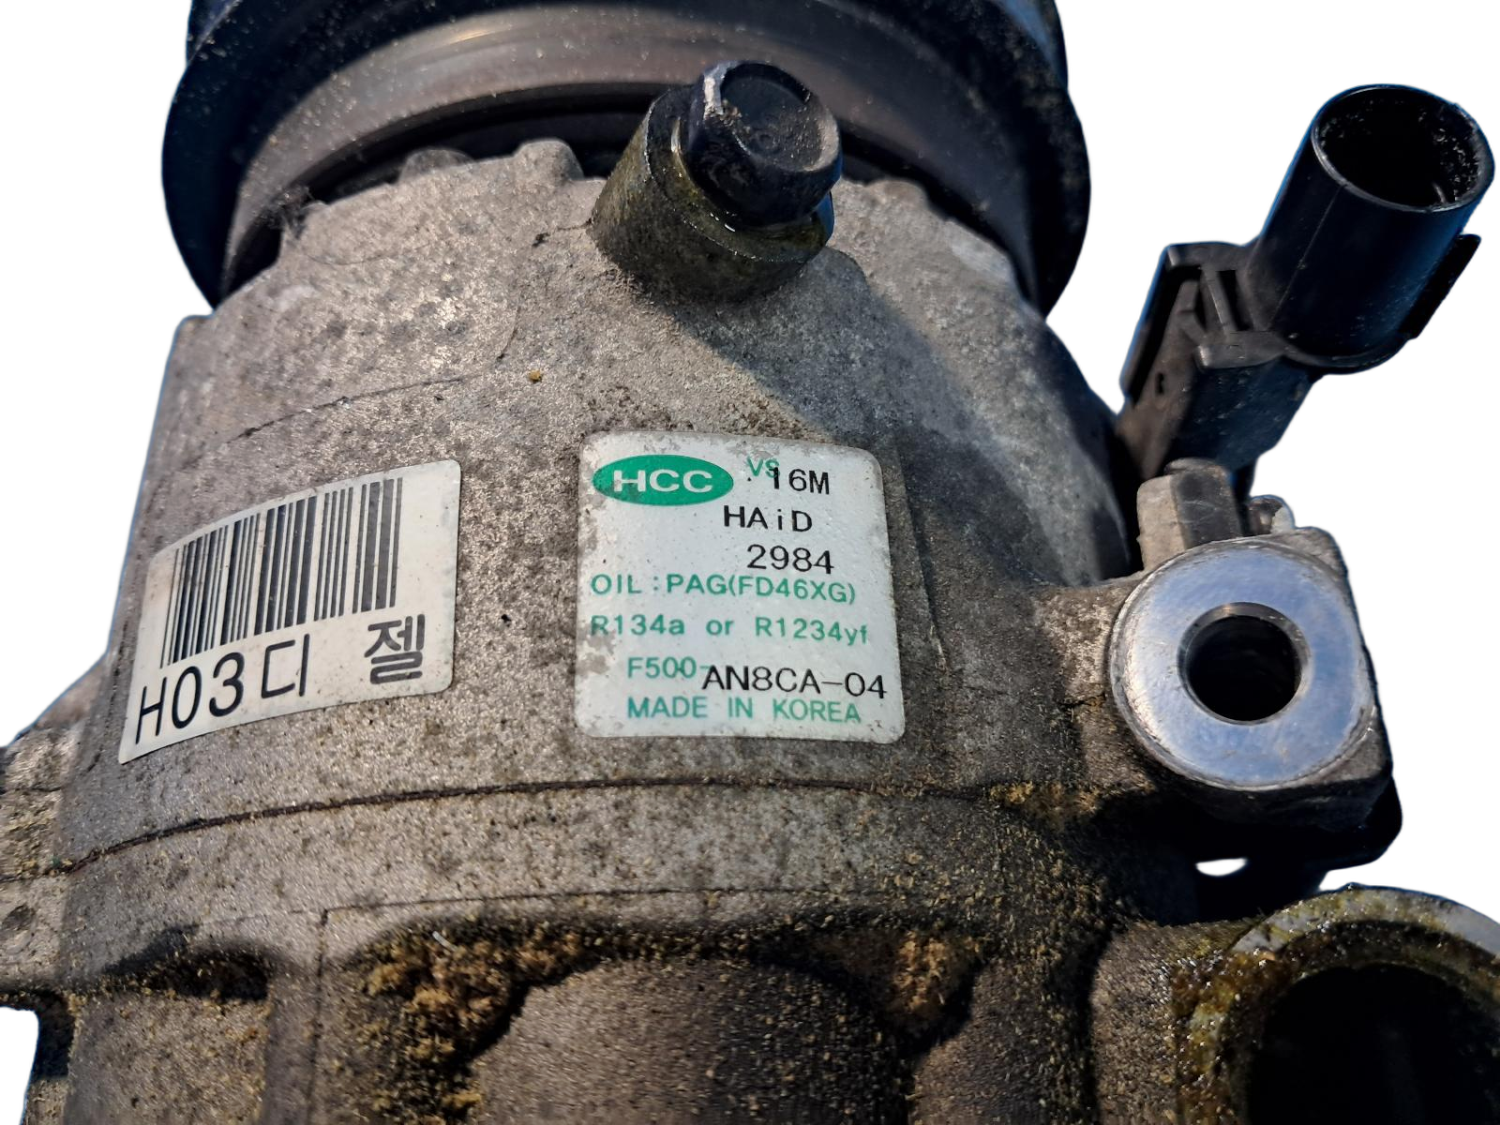 H03디 젤
HCC VS16M
HAiD
2984
OIL : PAG(FD46XG)
R134a or R1234yf
F500-AN8CA-04
MADE IN KOREA